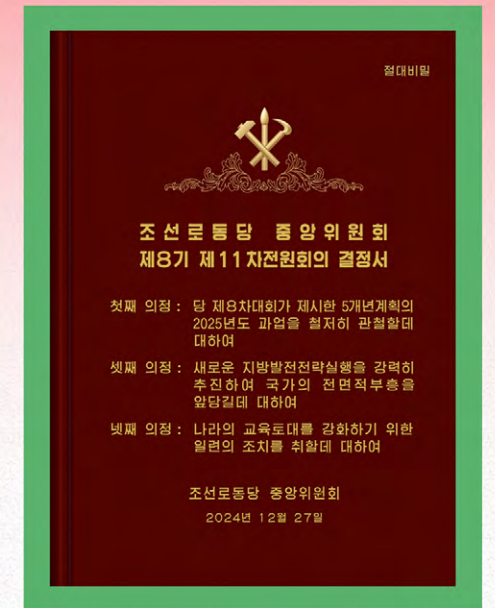 절대비밀
조선로동당 중앙위원회
제8기 제11차전원회의 결정서
첫째 의정 : 당 제8차대회가 제시한 5개년계획의
2025년도 과업을 철저히 관철할데
대하여
셋째 의정 : 새로운 지방발전전략실행을 강력히
추진하여 국가의 전면적부흥을
앞당길데 대하여
넷째 의정 : 나라의 교육토대를 강화하기 위한
일련의 조치를 취할데 대하여
조선로동당 중앙위원회
2024년 12월 27일